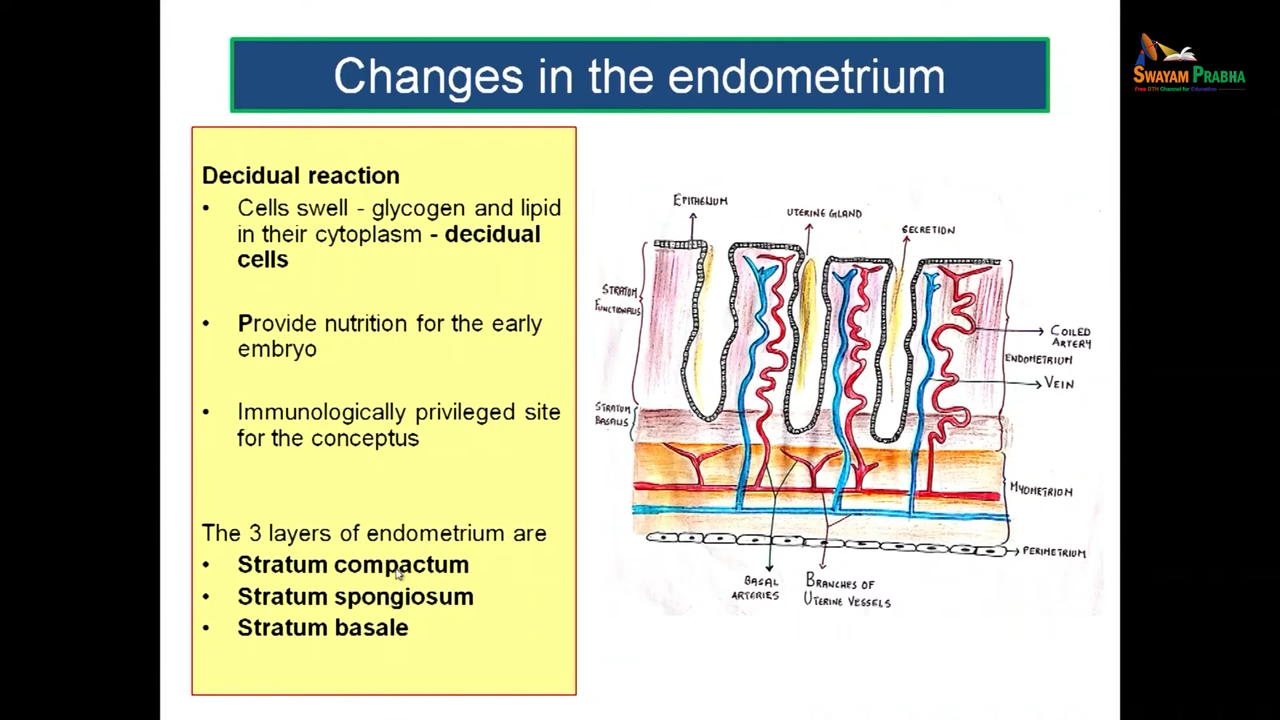 Changes in the endometrium
SWAYAM PRABHA
Free DTH Channel for Education
Decidual reaction
• Cells swell - glycogen and lipid
in their cytoplasm - decidual
cells
• Provide nutrition for the early
embryo
• Immunologically privileged site
for the conceptus
The 3 layers of endometrium are
• Stratum compactum
• Stratum spongiosum
• Stratum basale
EPITHELIUM
UTERINE GLAND
SECRETION
STRATUM
FUNCTIONALIS
STRATUM
BASALIS
COILED
ARTERY
ENDOMETRIUM
VEIN
MYOMETRIUM
PERIMETRIUM
BASAL
ARTERIES
BRANCHES OF
UTERINE VESSELS